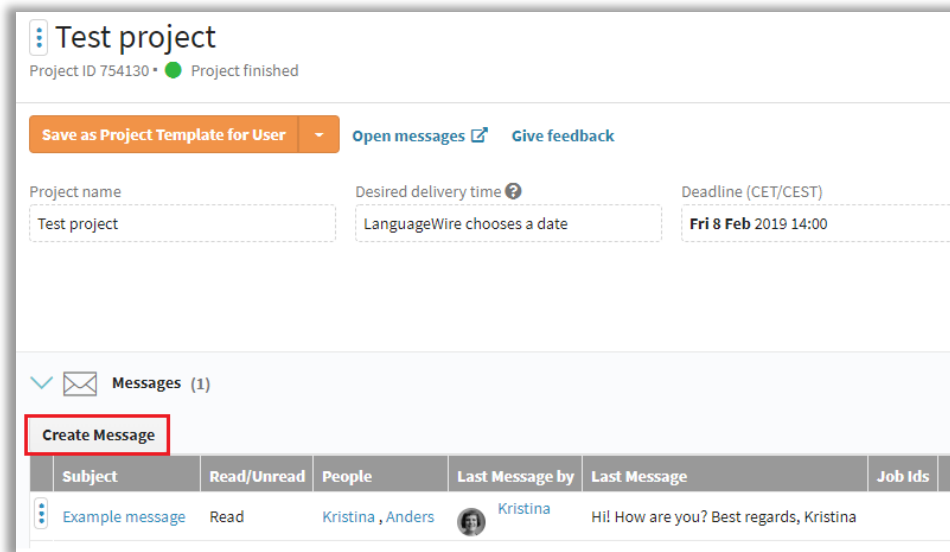 Test project
Project ID 754130 • Project finished
Save as Project Template for User Open messages Give feedback
Project name Desired delivery time ? Deadline (CET/CEST)
Test project LanguageWire chooses a date Fri 8 Feb 2019 14:00
Messages (1)
Create Message
Subject Read/Unread People Last Message by Last Message Job Ids
Example message Read Kristina , Anders Kristina Hi! How are you? Best regards, Kristina